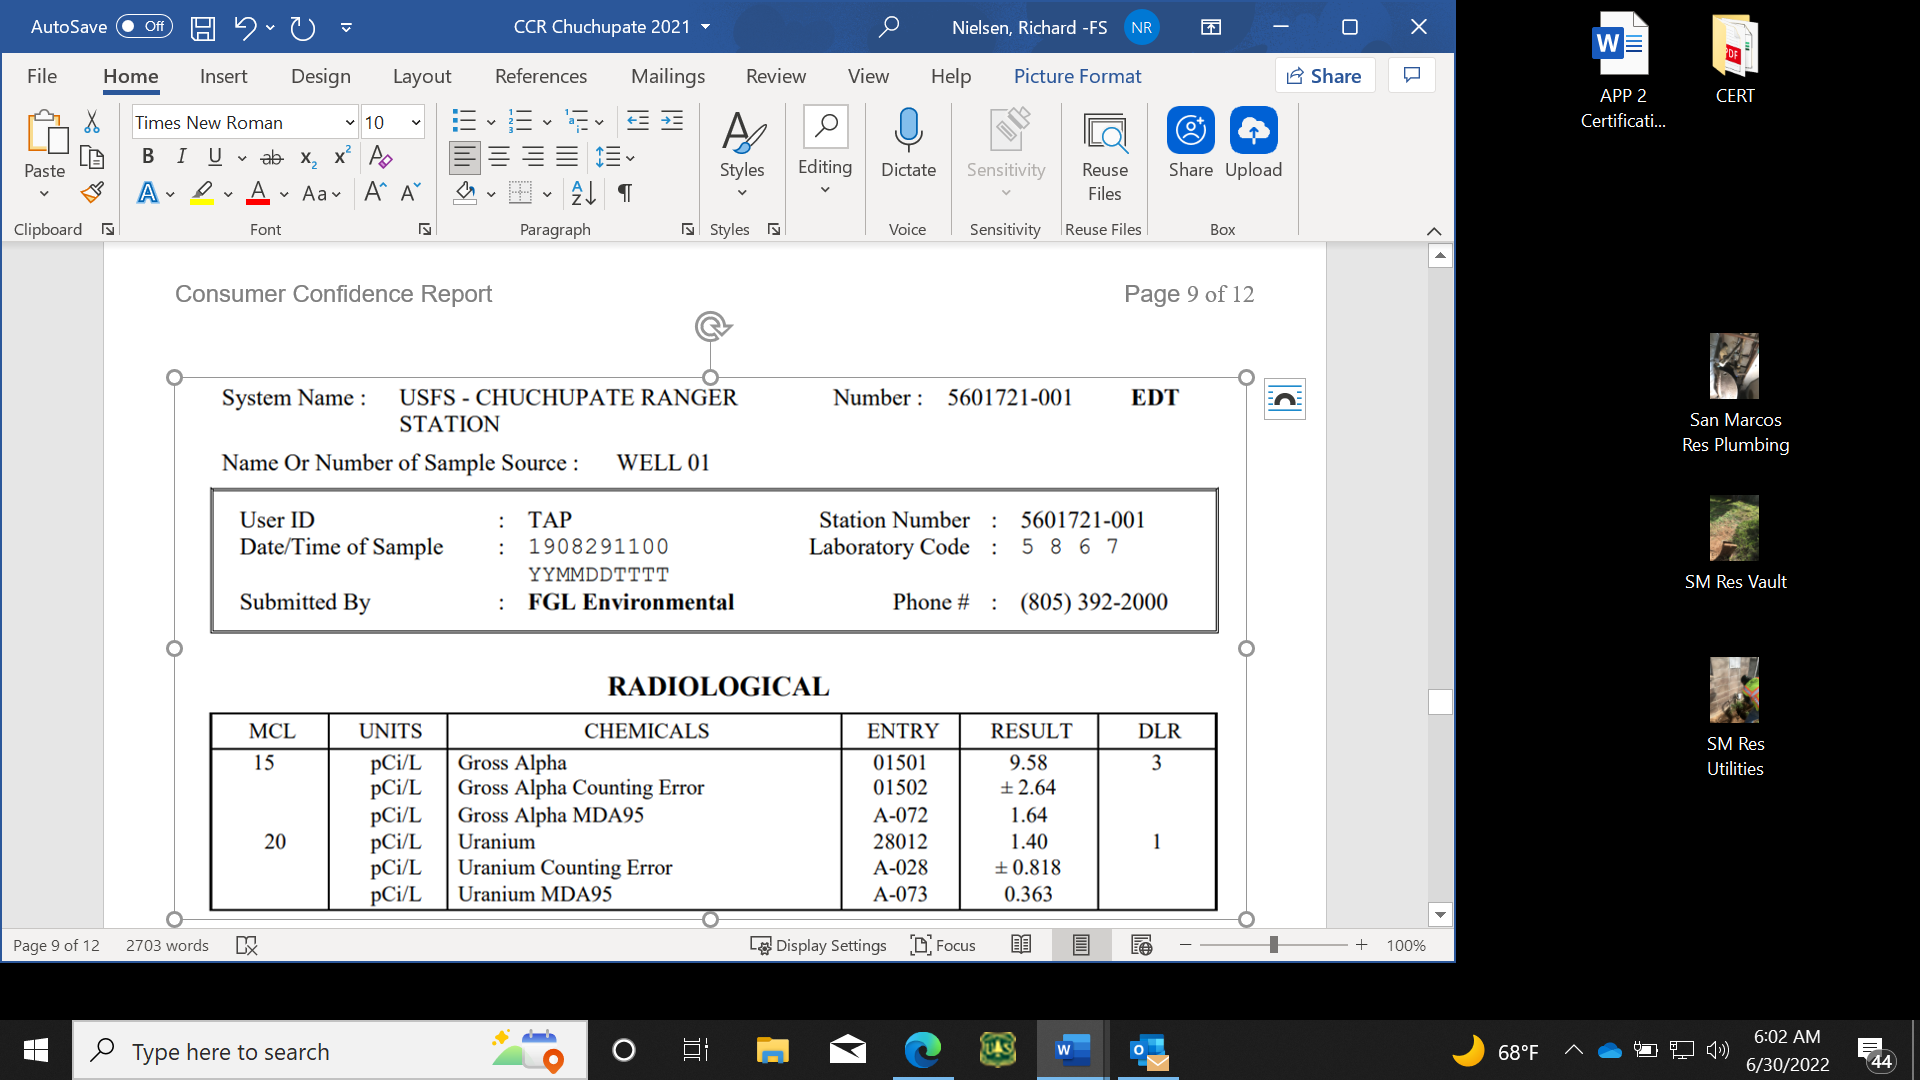 AutoSave Off CCR Chuchupate 2021 Nielsen, Richard -FS NR
File Home Insert Design Layout References Mailings Review View Help Picture Format Share
Times New Roman 10
Paste Styles Editing Dictate Sensitivity Reuse Files Share Upload
Clipboard Font Paragraph Styles Voice Sensitivity Reuse Files Box
Consumer Confidence Report Page 9 of 12
System Name : USFS - CHUCHUPATE RANGER STATION Number : 5601721-001 EDT
Name Or Number of Sample Source : WELL 01
User ID : TAP Station Number : 5601721-001
Date/Time of Sample : 1908291100 Laboratory Code : 5 8 6 7
YYMMDDTTTT
Submitted By : FGL Environmental Phone # : (805) 392-2000
RADIOLOGICAL
MCL UNITS CHEMICALS ENTRY RESULT DLR
15 pCi/L Gross Alpha 01501 9.58 3
pCi/L Gross Alpha Counting Error 01502 ± 2.64
pCi/L Gross Alpha MDA95 A-072 1.64
20 pCi/L Uranium 28012 1.40 1
pCi/L Uranium Counting Error A-028 ± 0.818
pCi/L Uranium MDA95 A-073 0.363
Page 9 of 12 2703 words Display Settings Focus 100%
APP 2
Certificati...
CERT
San Marcos
Res Plumbing
SM Res Vault
SM Res
Utilities
Type here to search
68°F
6:02 AM
6/30/2022
44